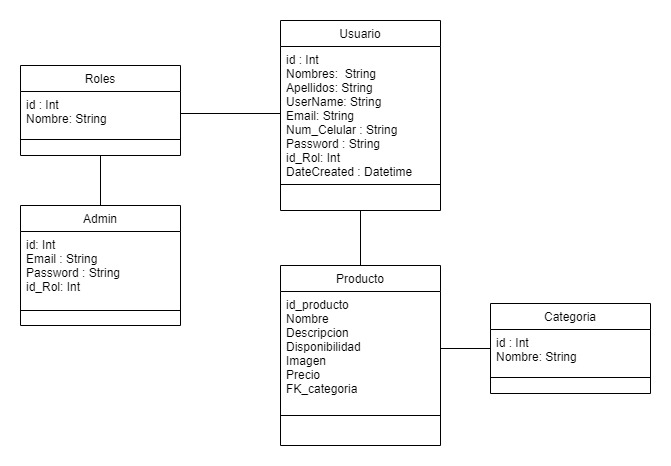 Usuario
id : Int
Nombres:  String
Apellidos: String
UserName: String
Email: String
Num_Celular : String
Password : String
id_Rol: Int
DateCreated : Datetime
Roles
id : Int
Nombre: String
Admin
id: Int
Email : String
Password : String
id_Rol: Int
Producto
id_producto
Nombre
Descripcion
Disponibilidad
Imagen
Precio
FK_categoria
Categoria
id : Int
Nombre: String